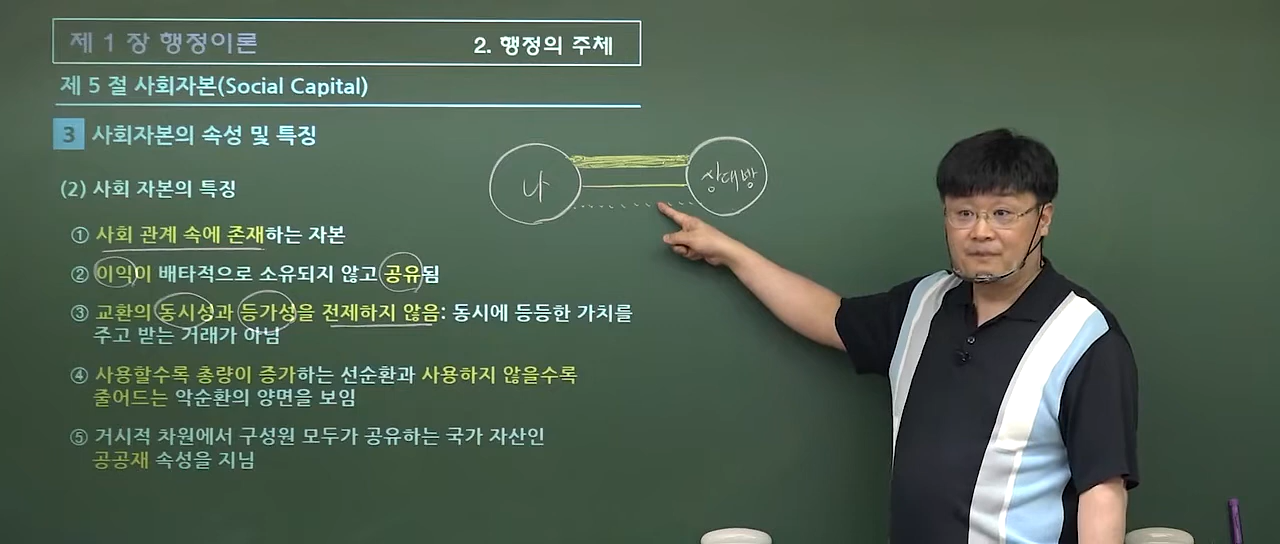 제 1 장 행정이론
2. 행정의 주체
제 5 절 사회자본(Social Capital)
3 사회자본의 속성 및 특징
나
상대방
(2) 사회 자본의 특징
① 사회 관계 속에 존재하는 자본
② 이익이 배타적으로 소유되지 않고 공유됨
③ 교환의 동시성과 등가성을 전제하지 않음: 동시에 등등한 가치를
주고 받는 거래가 아님
④ 사용할수록 총량이 증가하는 선순환과 사용하지 않을수록
줄어드는 악순환의 양면을 보임
⑤ 거시적 차원에서 구성원 모두가 공유하는 국가 자산인
공공재 속성을 지님